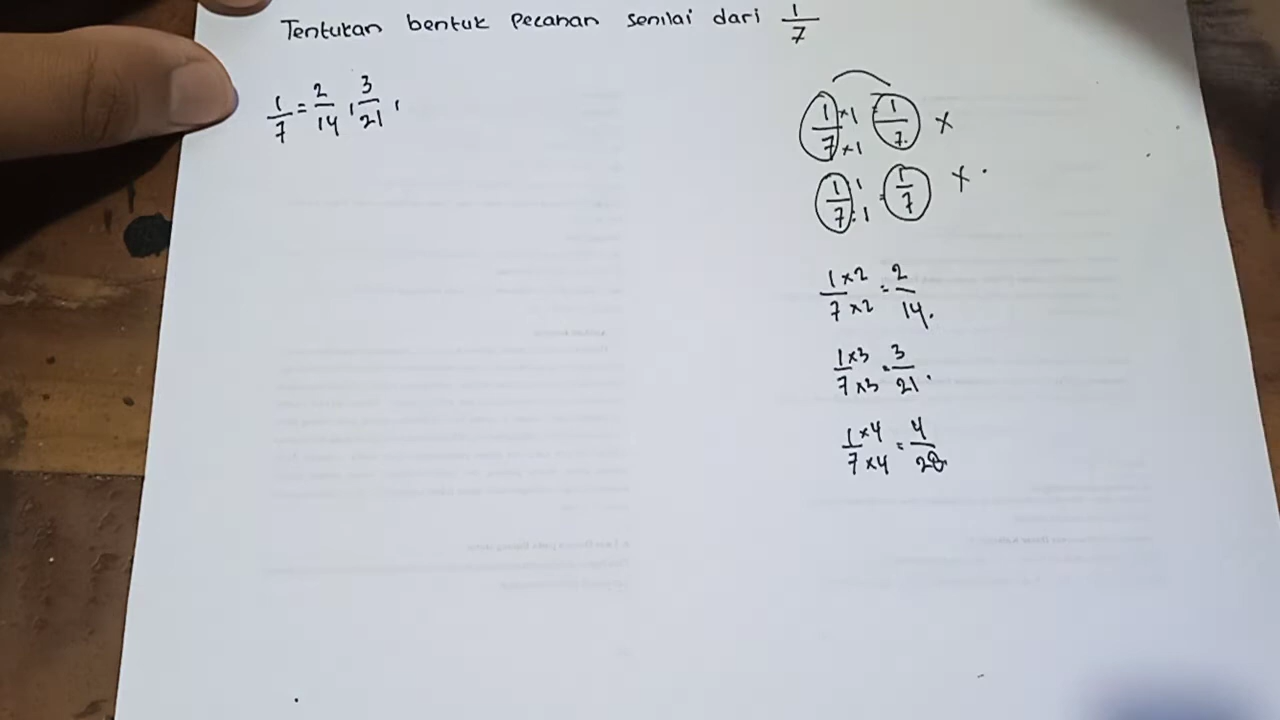 Tentukan bentuk pecahan senilai dari 1/7
1/7 = 2/14 , 3/21 ,
1/7 ×1 ×1 = 1/7 ×
1/7 : 1 : 1 = 1/7 ×
1×2 / 7×2 = 2/14
1×3 / 7×3 = 3/21
1×4 / 7×4 = 4/28